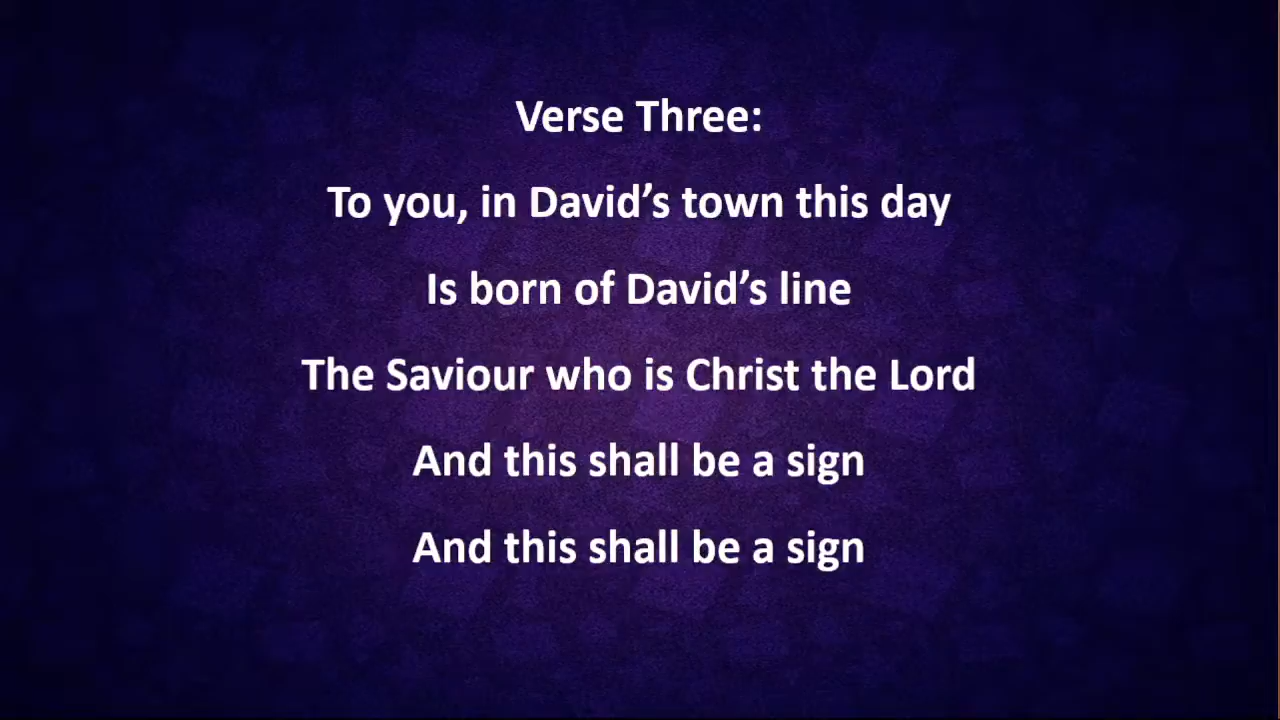 Verse Three:
To you, in David’s town this day
Is born of David’s line
The Saviour who is Christ the Lord
And this shall be a sign
And this shall be a sign